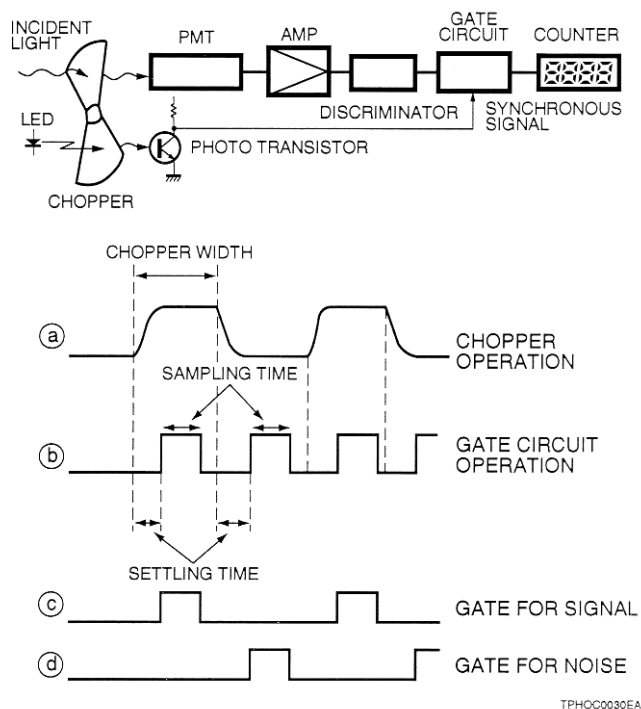 INCIDENT
LIGHT
PMT
AMP
GATE
CIRCUIT
COUNTER
8888
DISCRIMINATOR
SYNCHRONOUS
SIGNAL
LED
PHOTO TRANSISTOR
CHOPPER
CHOPPER WIDTH
a
CHOPPER
OPERATION
SAMPLING TIME
b
GATE CIRCUIT
OPERATION
SETTLING TIME
c
GATE FOR SIGNAL
d
GATE FOR NOISE
TPHOC0030EA